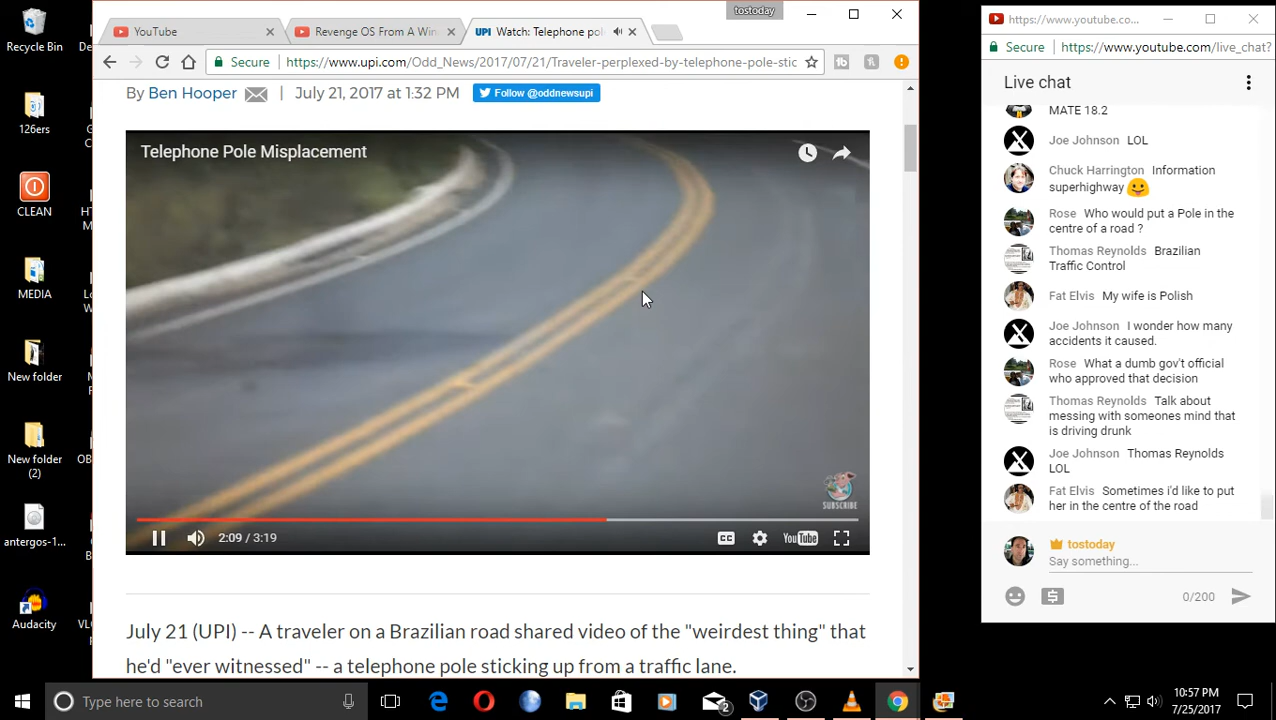 Recycle Bin
126ers
CLEAN
MEDIA
New folder
New folder
(2)
antergos-1...
Audacity
tostoday
YouTube
Revenge OS From A Win
UPI Watch: Telephone pol
Secure
https://www.upi.com/Odd_News/2017/07/21/Traveler-perplexed-by-telephone-pole-stic
By Ben Hooper
July 21, 2017 at 1:32 PM
Follow @oddnewsupi
Telephone Pole Misplacement
SUBSCRIBE
2:09 / 3:19
CC
YouTube
July 21 (UPI) -- A traveler on a Brazilian road shared video of the "weirdest thing" that
he'd "ever witnessed" -- a telephone pole sticking up from a traffic lane.
https://www.youtube.co...
Secure
https://www.youtube.com/live_chat?
Live chat
MATE 18.2
Joe Johnson LOL
Chuck Harrington Information
superhighway
Rose Who would put a Pole in the
centre of a road ?
Thomas Reynolds Brazilian
Traffic Control
Fat Elvis My wife is Polish
Joe Johnson I wonder how many
accidents it caused.
Rose What a dumb gov't official
who approved that decision
Thomas Reynolds Talk about
messing with someones mind that
is driving drunk
Joe Johnson Thomas Reynolds
LOL
Fat Elvis Sometimes i'd like to put
her in the centre of the road
tostoday
Say something...
0/200
Type here to search
2
10:57 PM
7/25/2017